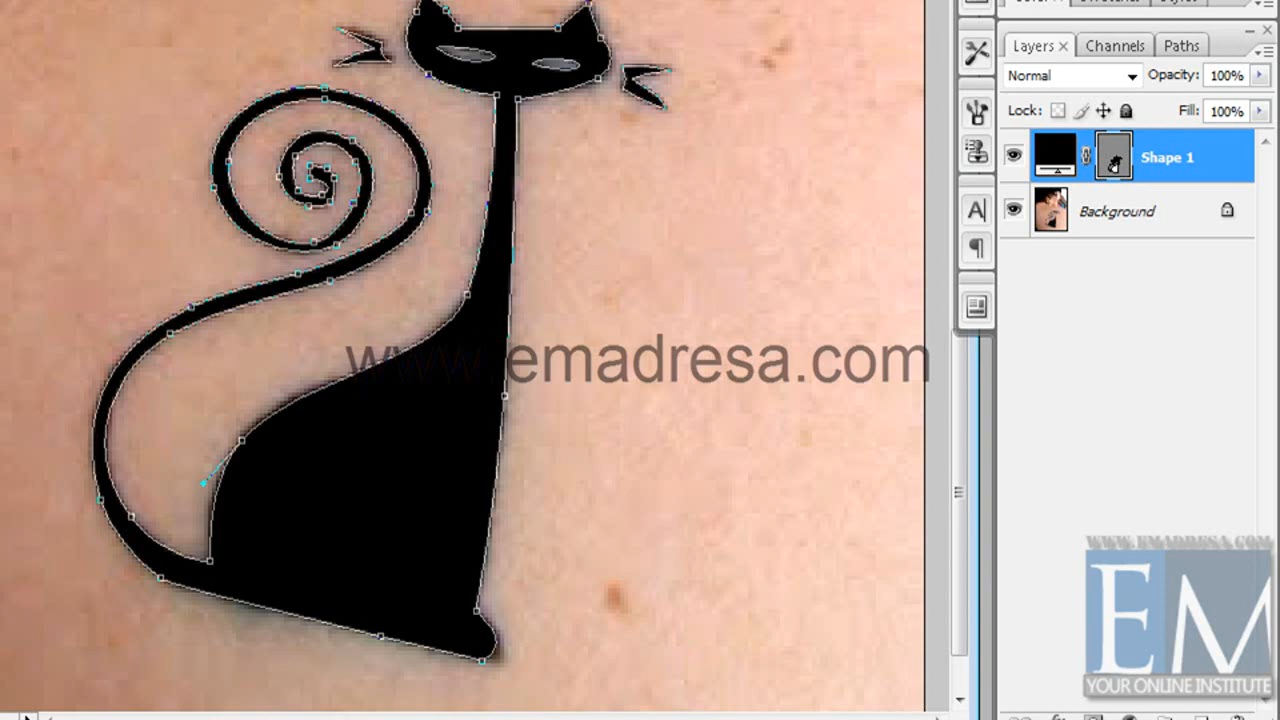 Layers × Channels Paths
Normal Opacity: 100%
Lock: Fill: 100%
Shape 1
Background
www.emadresa.com
WWW.EMADRESA.COM
EM
YOUR ONLINE INSTITUTE